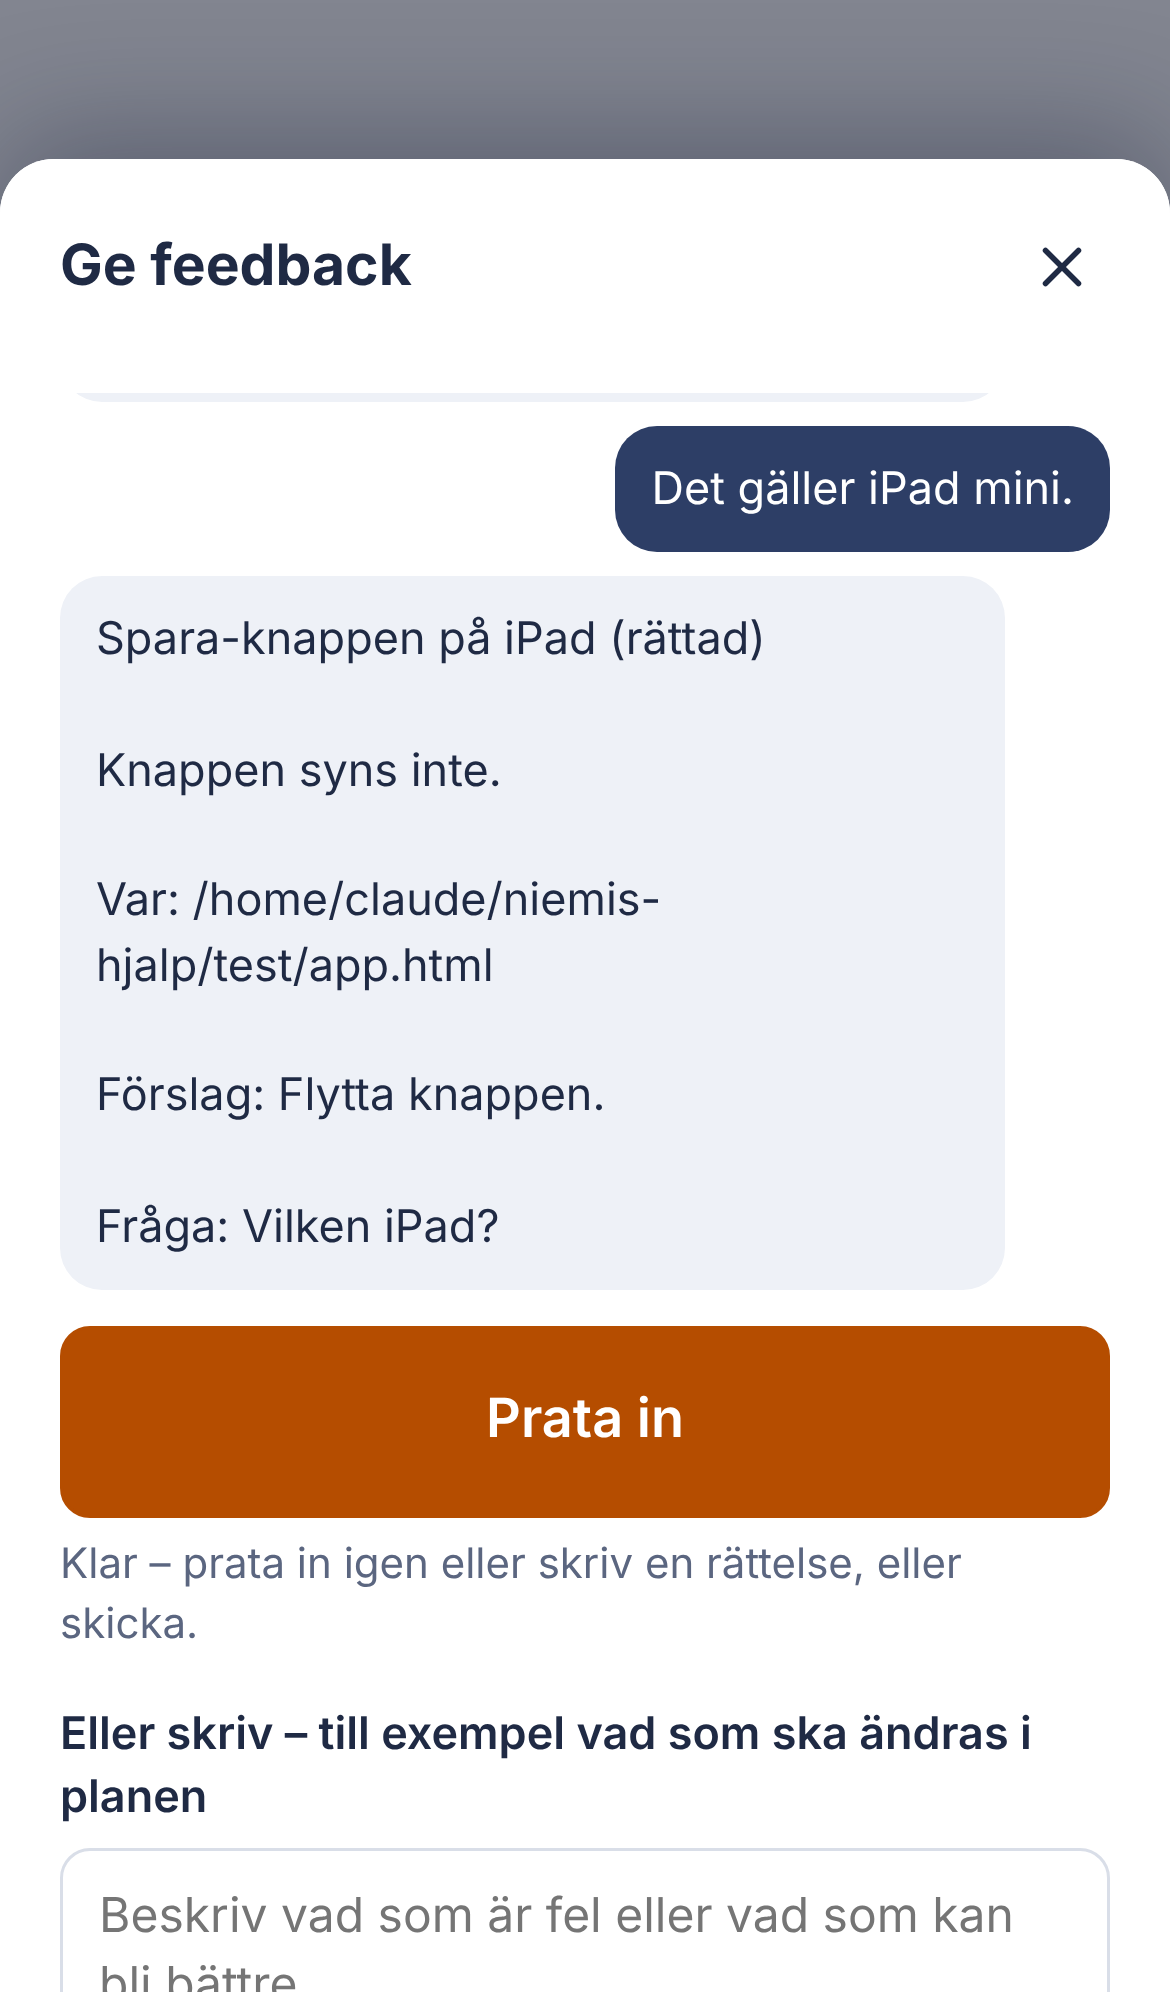 Ge feedback
Det gäller iPad mini.
Spara-knappen på iPad (rättad)
Knappen syns inte.
Var: /home/claude/niemis-
hjalp/test/app.html
Förslag: Flytta knappen.
Fråga: Vilken iPad?
Prata in
Klar – prata in igen eller skriv en rättelse, eller
skicka.
Eller skriv – till exempel vad som ska ändras i
planen
Beskriv vad som är fel eller vad som kan
bli bättre